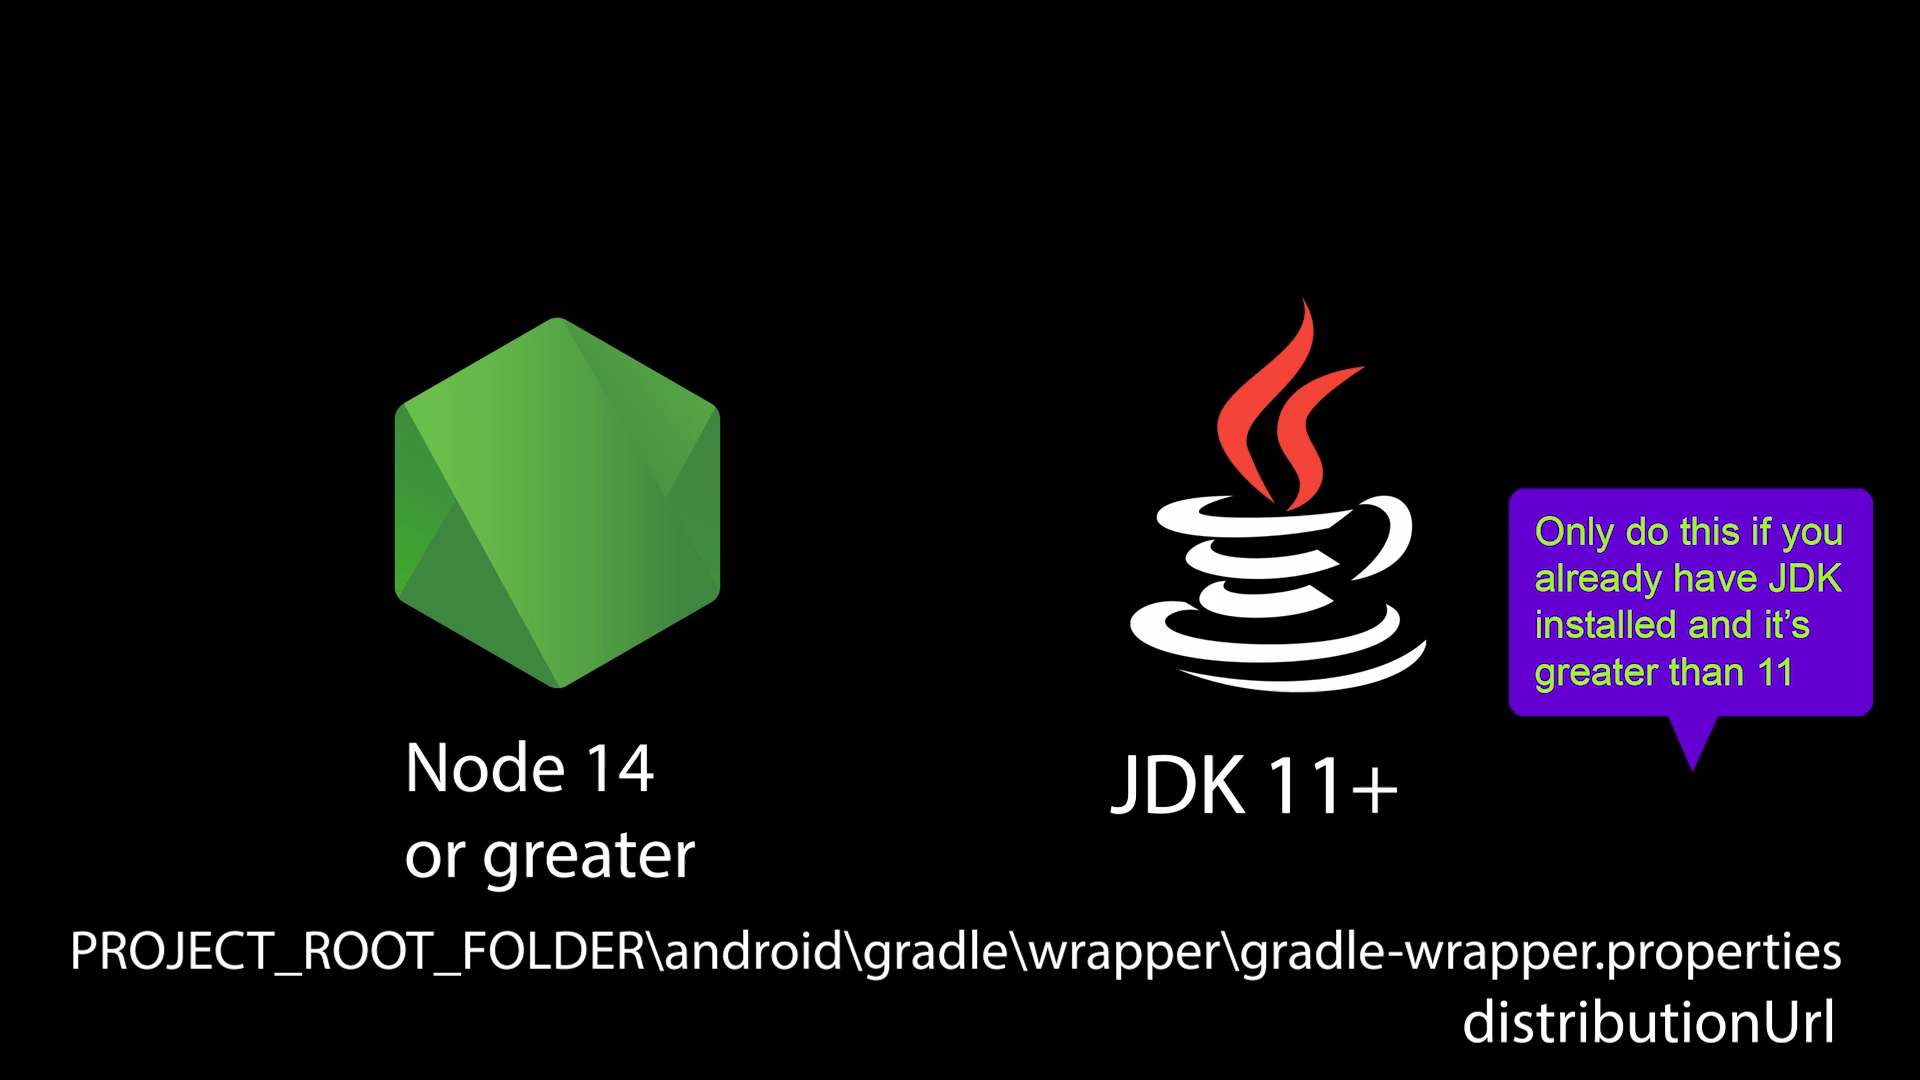 Only do this if you
already have JDK
installed and it’s
greater than 11
Node 14
or greater
JDK 11+
PROJECT_ROOT_FOLDER\android\gradle\wrapper\gradle-wrapper.properties
distributionUrl